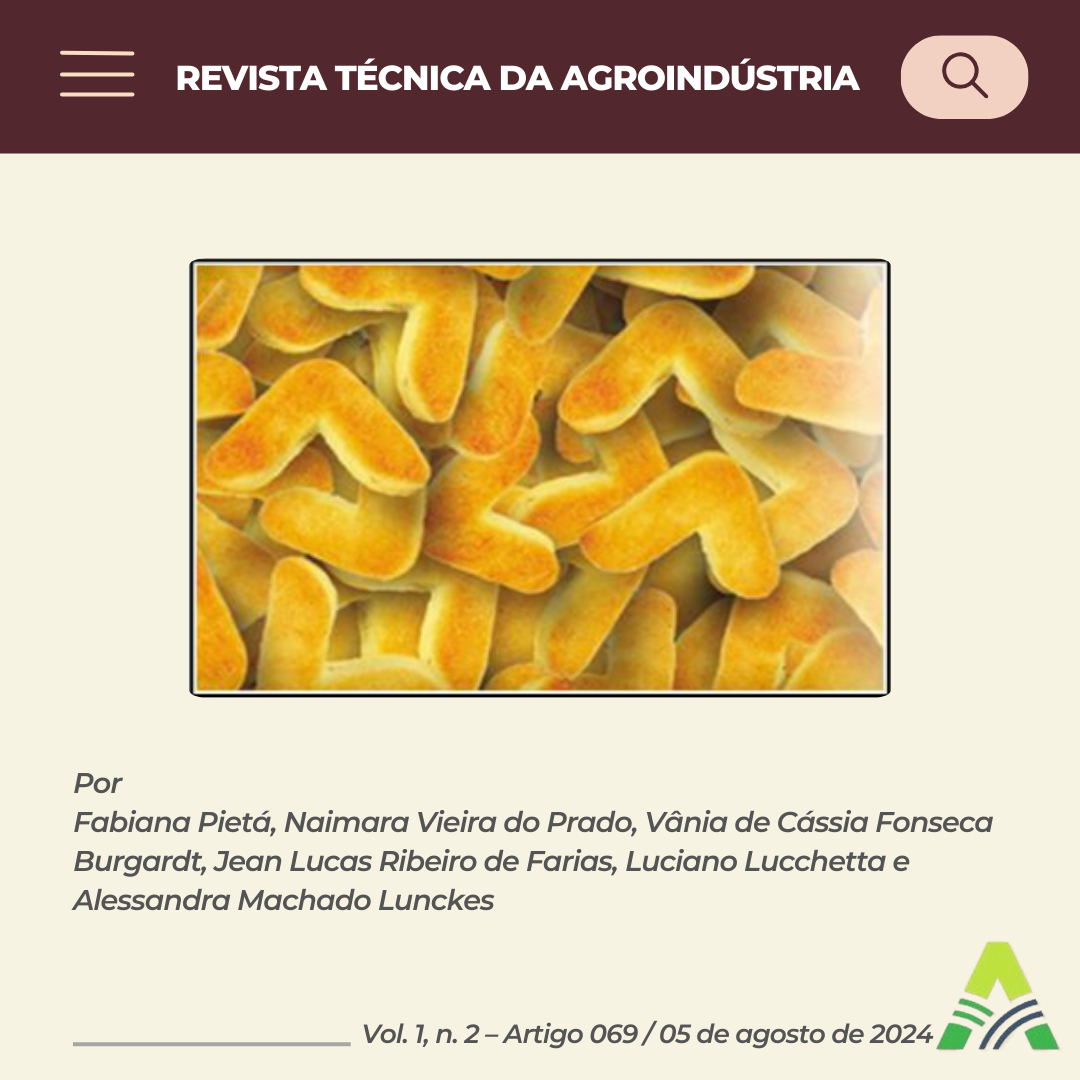 REVISTA TÉCNICA DA AGROINDÚSTRIA
Por
Fabiana Pietá, Naimara Vieira do Prado, Vânia de Cássia Fonseca
Burgardt, Jean Lucas Ribeiro de Farias, Luciano Lucchetta e
Alessandra Machado Lunckes
Vol. 1, n. 2 – Artigo 069 / 05 de agosto de 2024